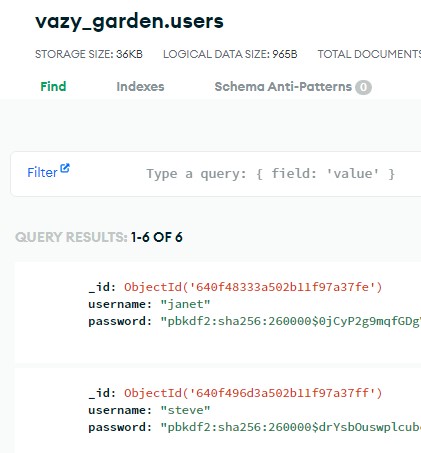 vazy_garden.users
STORAGE SIZE: 36KB LOGICAL DATA SIZE: 965B TOTAL DOCUMENTS
Find Indexes Schema Anti-Patterns 0
Filter Type a query: { field: 'value' }
QUERY RESULTS: 1-6 OF 6
_id: ObjectId('640f48333a502b11f97a37fe')
username: "janet"
password: "pbkdf2:sha256:260000$0jCyP2g9mqfGDg
_id: ObjectId('640f496d3a502b11f97a37ff')
username: "steve"
password: "pbkdf2:sha256:260000$drYsbOuswplcub